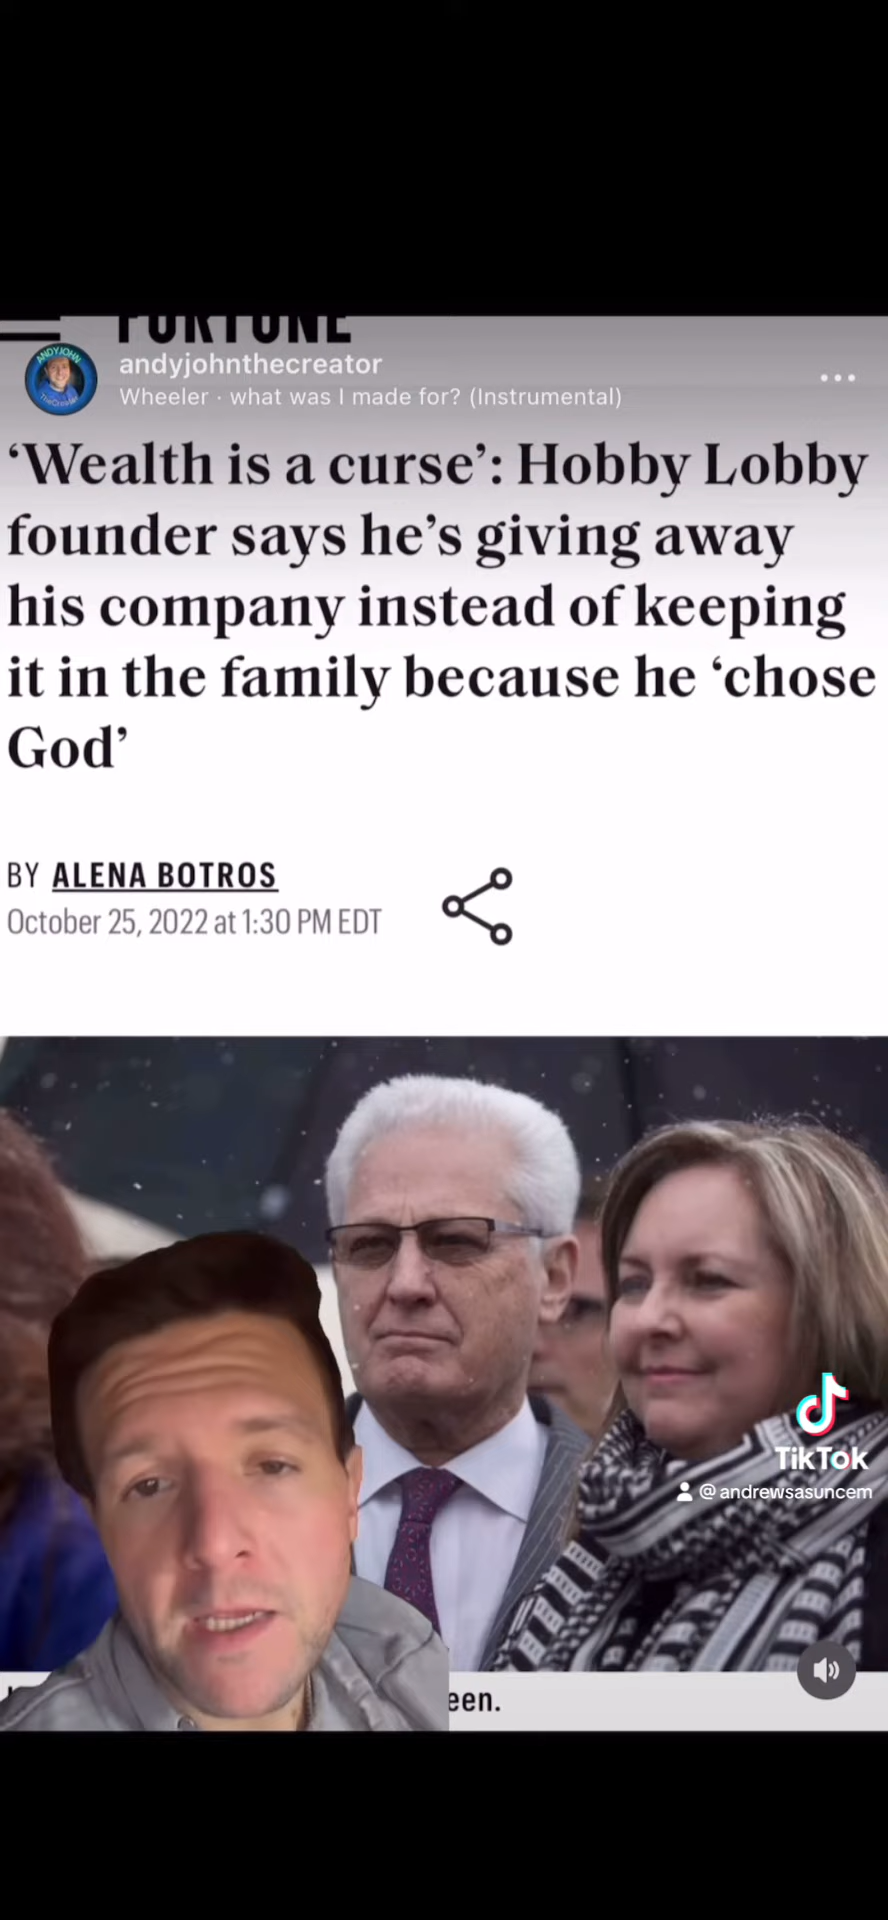 FORTUNE
andyjohnthecreator
Wheeler · what was I made for? (Instrumental)
‘Wealth is a curse’: Hobby Lobby
founder says he’s giving away
his company instead of keeping
it in the family because he ‘chose
God’
BY ALENA BOTROS
October 25, 2022 at 1:30 PM EDT
TikTok
@andrewsasuncem
een.